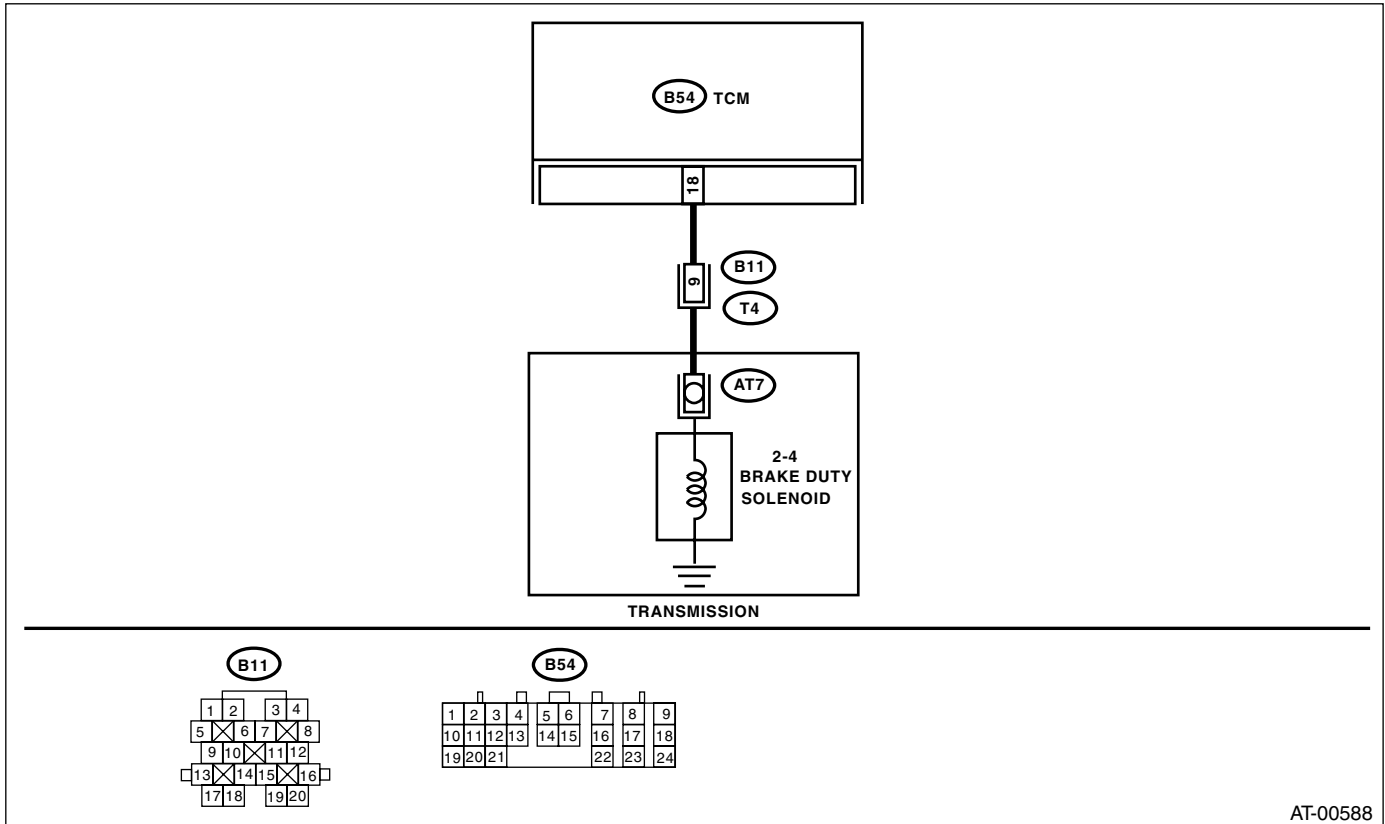 B54 TCM
18
B11
9
T4
AT7
2-4
BRAKE DUTY
SOLENOID
TRANSMISSION
B11
1 2 3 4
5 6 7 8
9 10 11 12
13 14 15 16
17 18 19 20
B54
1 2 3 4 5 6 7 8 9
10 11 12 13 14 15 16 17 18
19 20 21 22 23 24
AT-00588